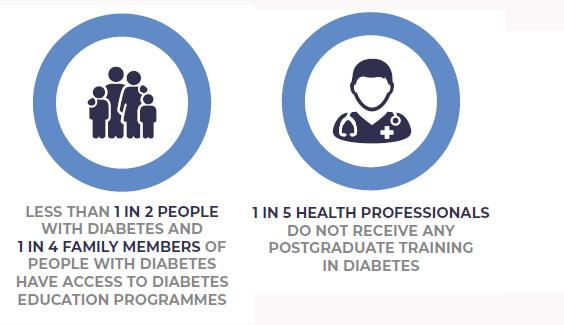 LESS THAN 1 IN 2 PEOPLE
WITH DIABETES AND
1 IN 4 FAMILY MEMBERS OF
PEOPLE WITH DIABETES
HAVE ACCESS TO DIABETES
EDUCATION PROGRAMMES
1 IN 5 HEALTH PROFESSIONALS
DO NOT RECEIVE ANY
POSTGRADUATE TRAINING
IN DIABETES